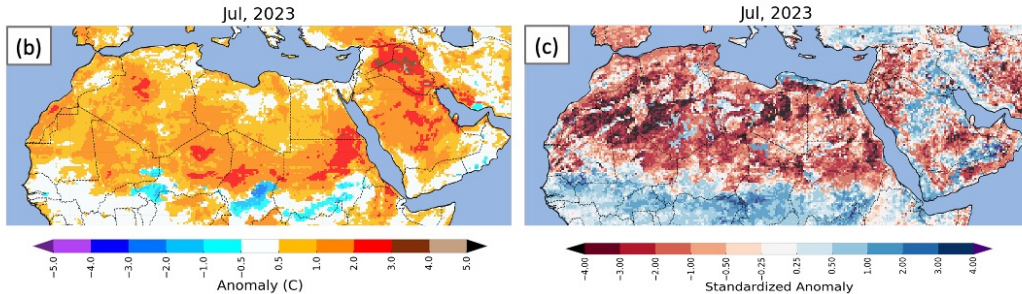 Jul, 2023
(b)
-5.0 -4.0 -3.0 -2.0 -1.0 -0.5 0.5 1.0 2.0 3.0 4.0 5.0
Anomaly (C)
Jul, 2023
(c)
-4.00 -3.00 -2.00 -1.00 -0.50 -0.25 0.25 0.50 1.00 2.00 3.00 4.00
Standardized Anomaly